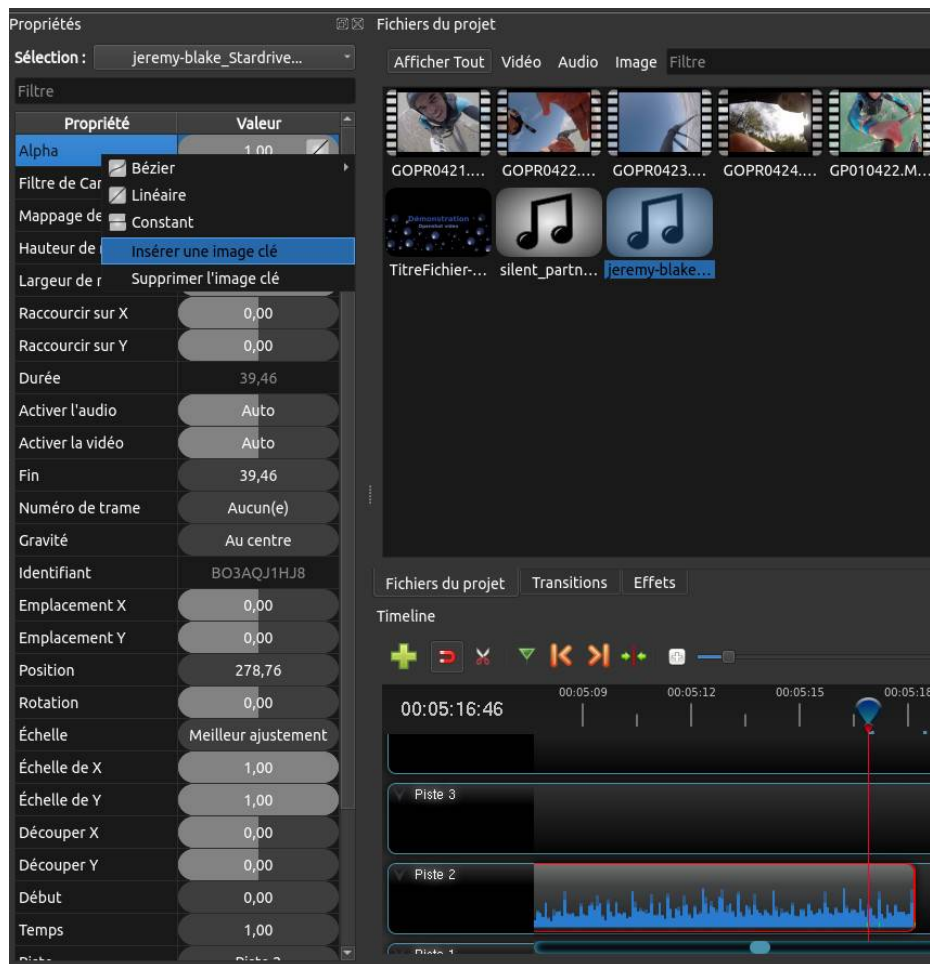 Propriétés
Sélection : jeremy-blake_Stardrive...
Filtre
Propriété Valeur
Alpha 1,00
Filtre de Car
Mappage de
Hauteur de
Largeur de r
Bézier
Linéaire
Constant
Insérer une image clé
Supprimer l'image clé
Raccourcir sur X 0,00
Raccourcir sur Y 0,00
Durée 39,46
Activer l'audio Auto
Activer la vidéo Auto
Fin 39,46
Numéro de trame Aucun(e)
Gravité Au centre
Identifiant BO3AQJ1HJ8
Emplacement X 0,00
Emplacement Y 0,00
Position 278,76
Rotation 0,00
Échelle Meilleur ajustement
Échelle de X 1,00
Échelle de Y 1,00
Découper X 0,00
Découper Y 0,00
Début 0,00
Temps 1,00
Fichiers du projet
Afficher Tout Vidéo Audio Image Filtre
GOPR0421.... GOPR0422.... GOPR0423.... GOPR0424.... GP010422.M...
Démonstration
Openshot video
TitreFichier-... silent_partn... jeremy-blake...
Fichiers du projet Transitions Effets
Timeline
00:05:16:46
00:05:09 00:05:12 00:05:15 00:05:18
Piste 3
Piste 2
Piste 1